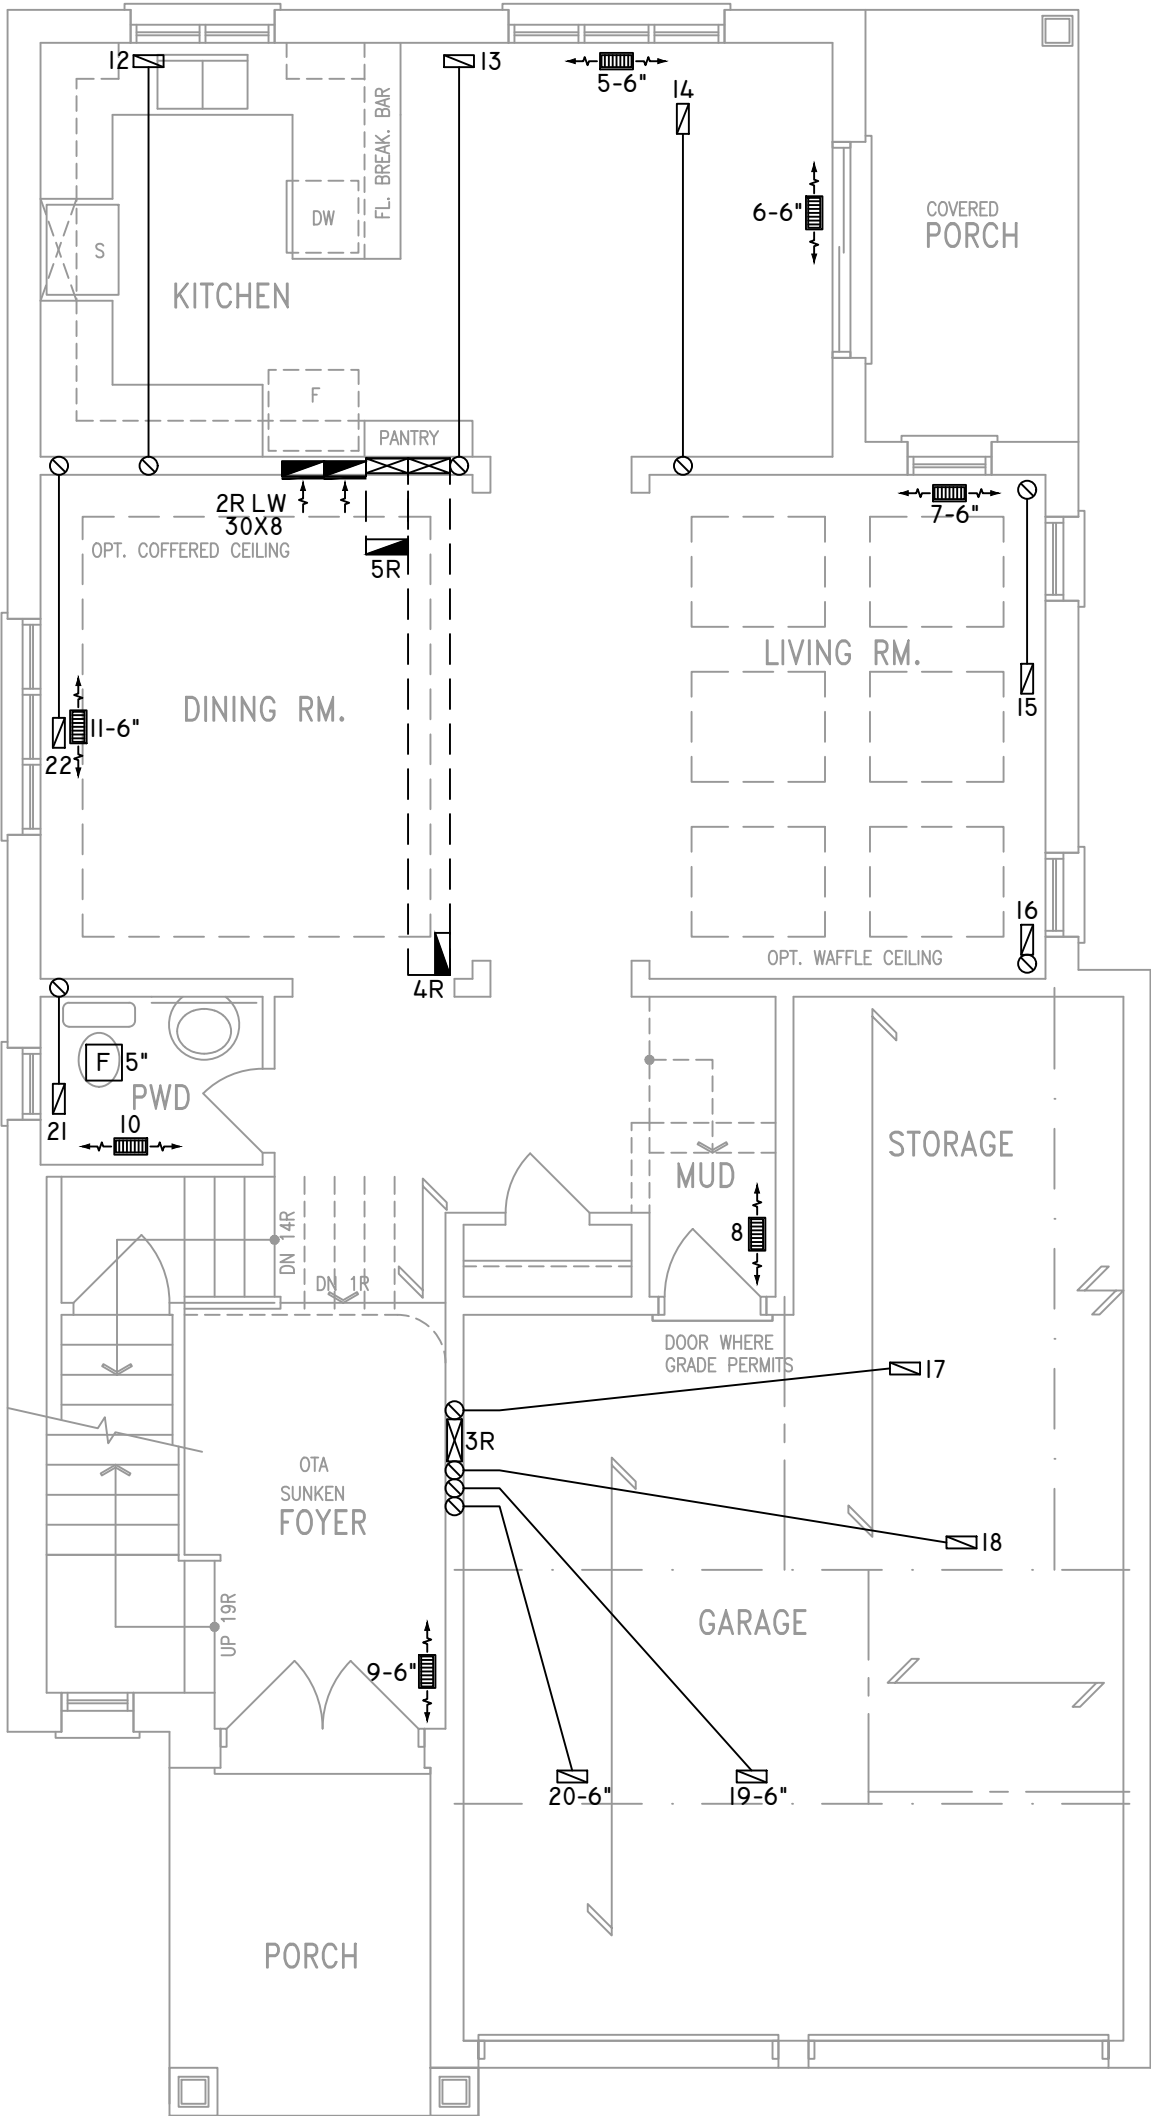 12
13
5-6"
14
FL. BREAK. BAR
6-6"
DW
COVERED
PORCH
S
KITCHEN
F
PANTRY
2R LW
30X8
7-6"
OPT. COFFERED CEILING
5R
LIVING RM.
DINING RM.
15
11-6"
22
16
OPT. WAFFLE CEILING
4R
F 5"
PWD
10
21
STORAGE
MUD
8
DN 14R
DN 1R
DOOR WHERE
GRADE PERMITS
17
3R
OTA
SUNKEN
FOYER
18
UP 19R
GARAGE
9-6"
20-6"
19-6"
PORCH